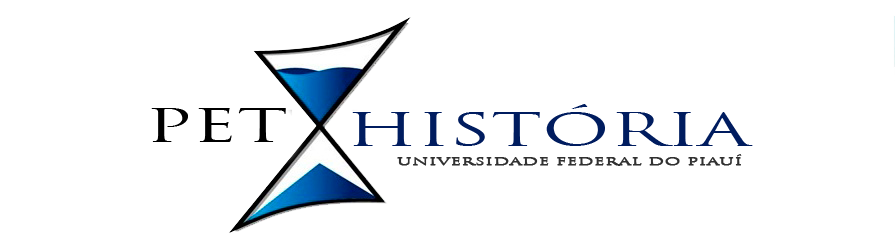 PET HISTÓRIA
UNIVERSIDADE FEDERAL DO PIAUÍ